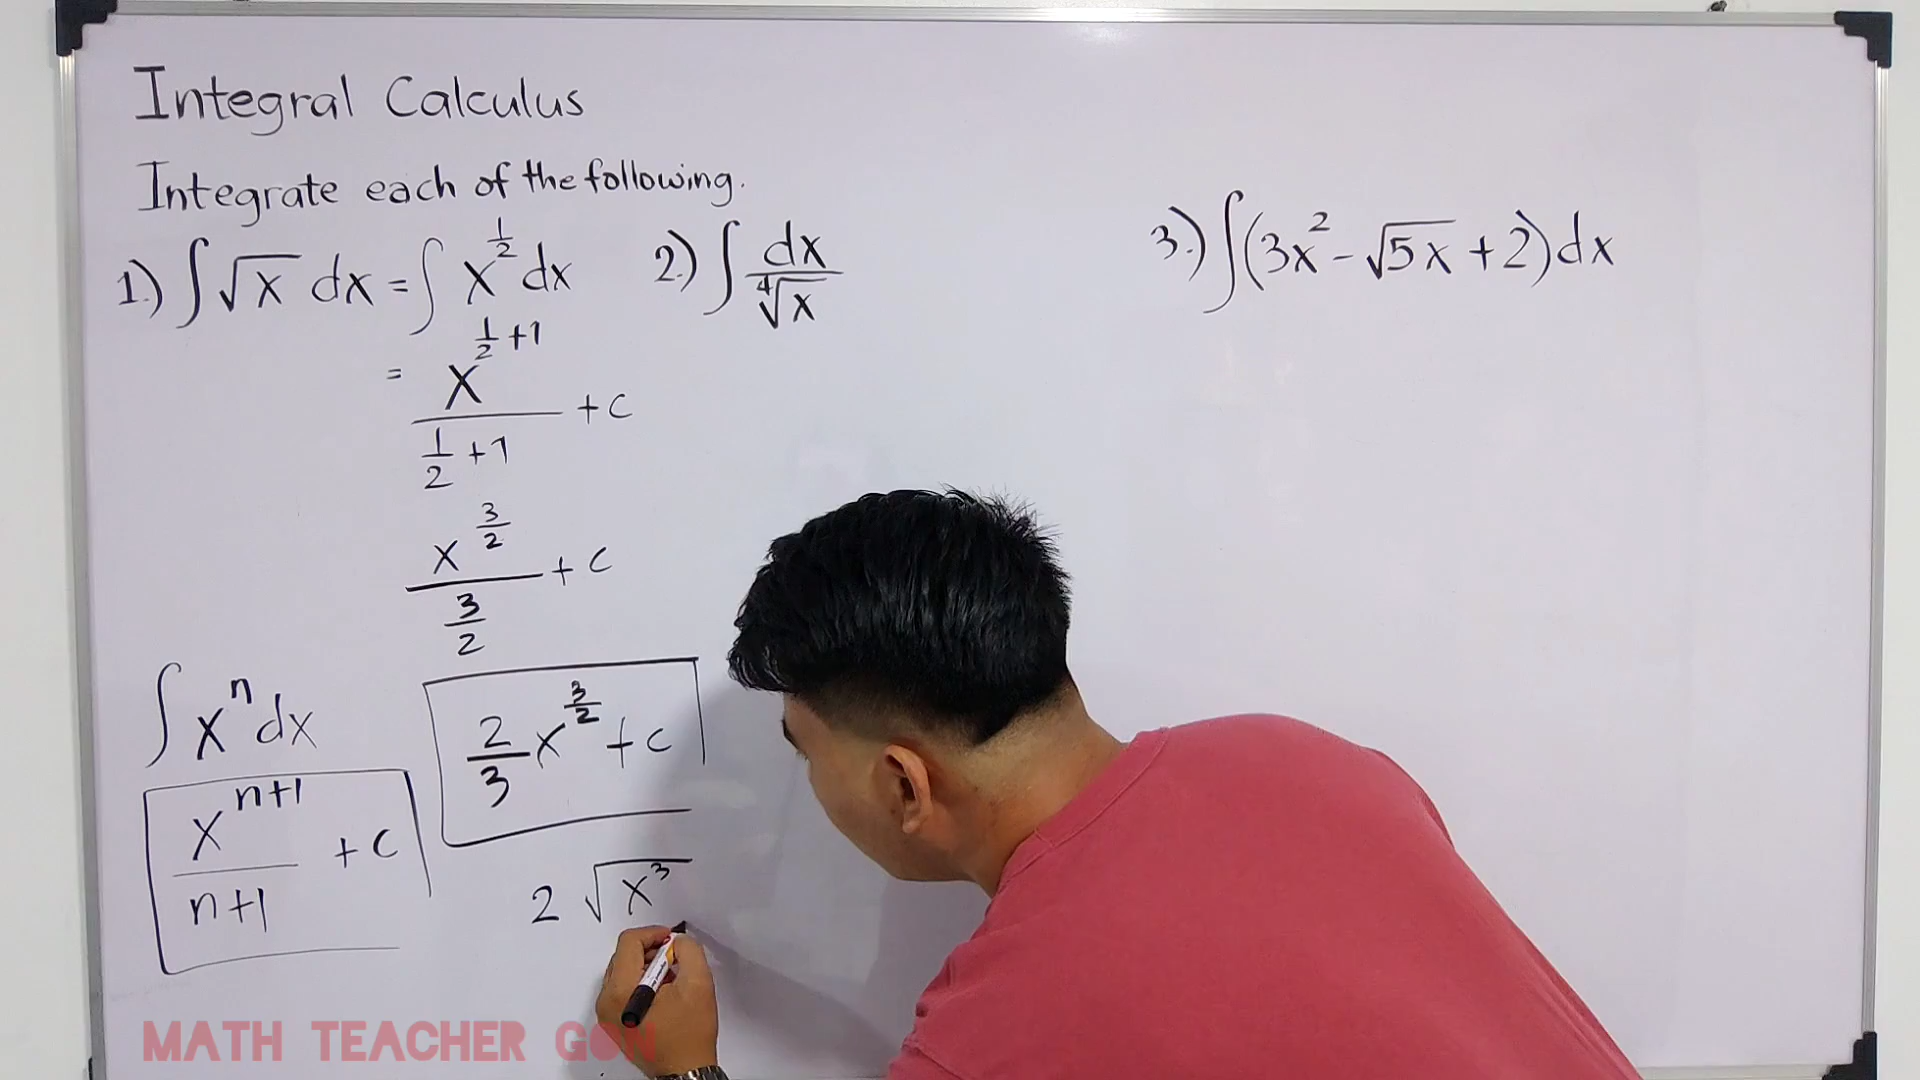 Integral Calculus
Integrate each of the following.
1.) ∫√x dx = ∫ x^(1/2) dx
= x^(1/2 + 1) / (1/2 + 1) + c
x^(3/2) / (3/2) + c
2/3 x^(3/2) + c
2 √x³
∫ xⁿ dx
x^(n+1) / (n+1) + c
2.) ∫ dx / ∜x
3.) ∫(3x² - √5x + 2) dx
MATH TEACHER GON